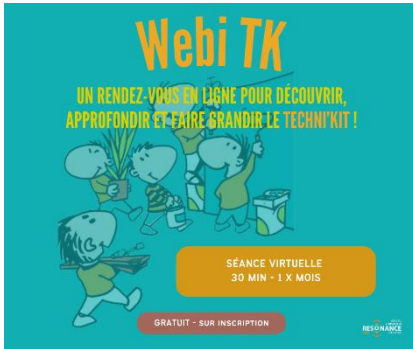 Webi TK
UN RENDEZ-VOUS EN LIGNE POUR DÉCOUVRIR,
APPROFONDIR ET FAIRE GRANDIR LE TECHNI'KIT !
SÉANCE VIRTUELLE
30 MIN - 1 X MOIS
GRATUIT - SUR INSCRIPTION
RESONANCE